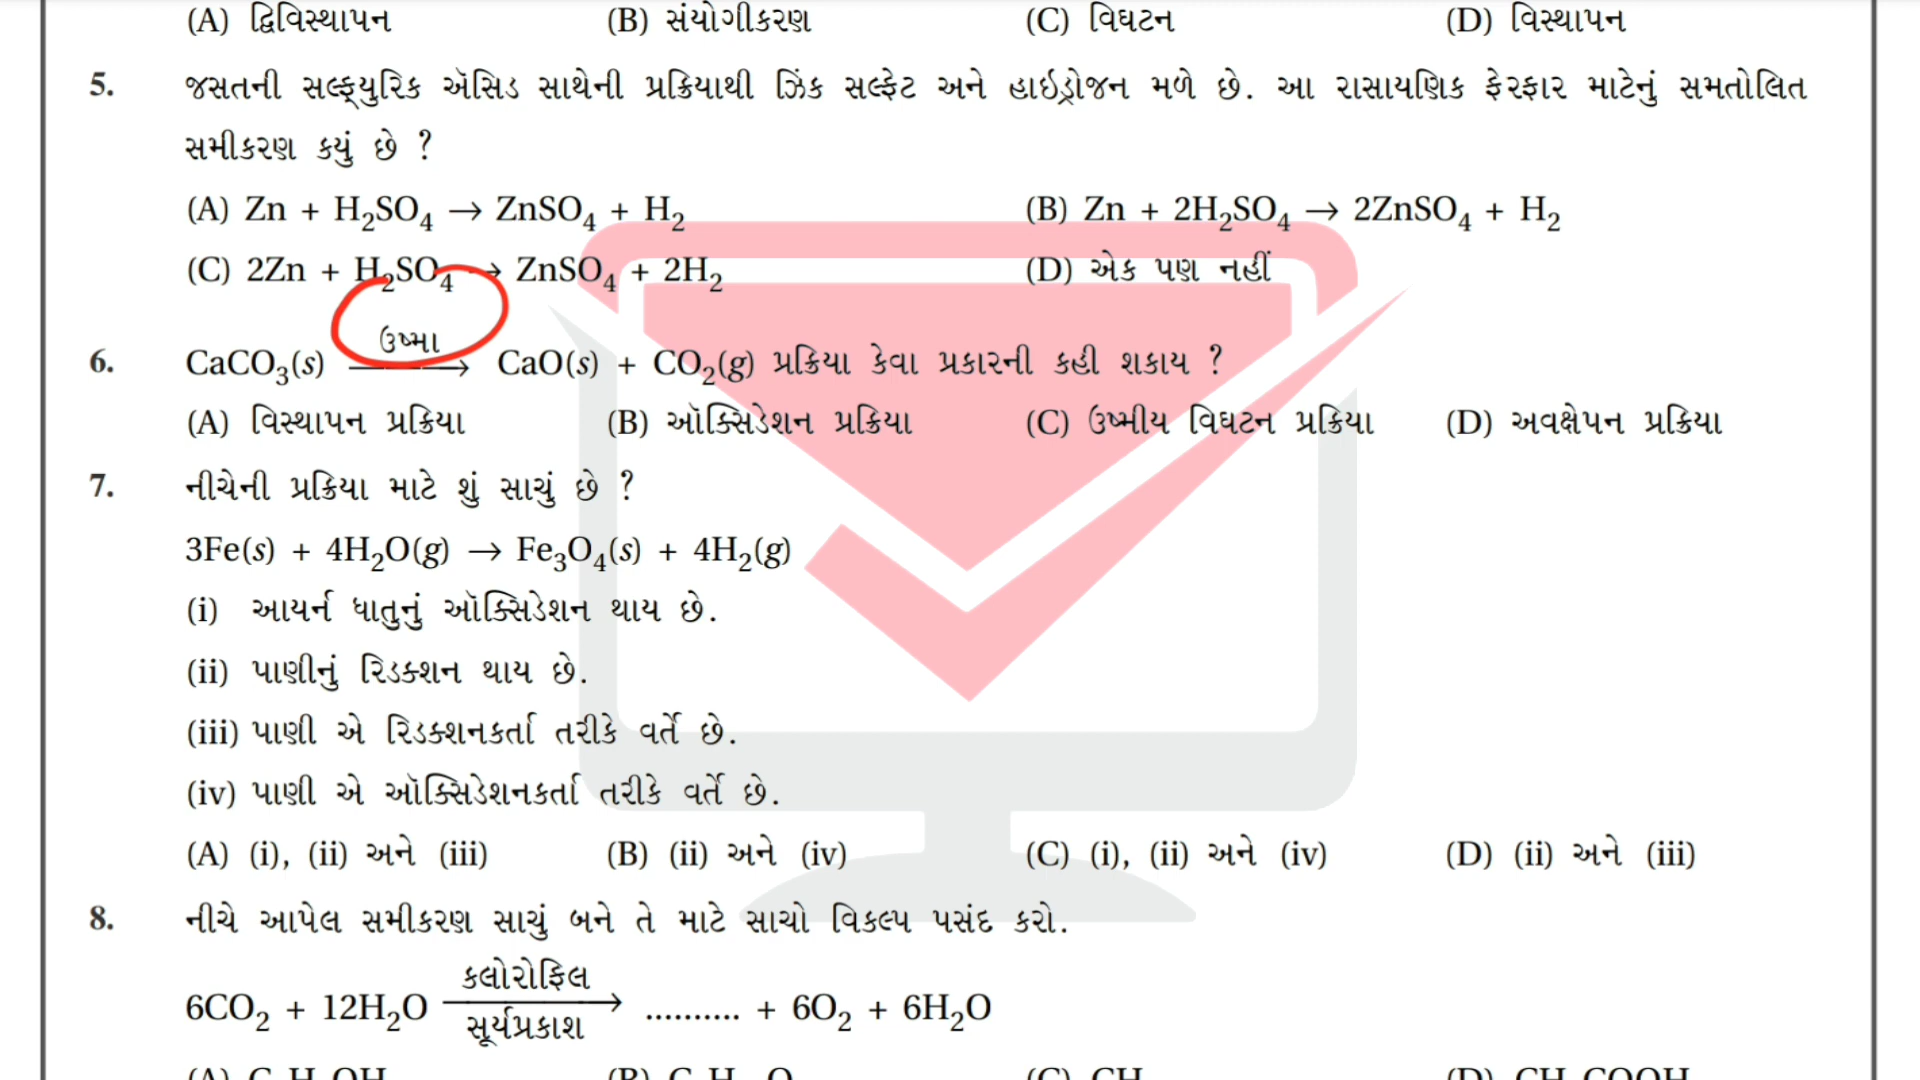 (A) દ્વિવિસ્થાપન (B) સંયોગીકરણ (C) વિઘટન (D) વિસ્થાપન
5. જસતની સલ્ફ્યુરિક ઍસિડ સાથેની પ્રક્રિયાથી ઝિંક સલ્ફેટ અને હાઇડ્રોજન મળે છે. આ રાસાયણિક ફેરફાર માટેનું સમતોલિત
સમીકરણ કયું છે ?
(A) Zn + H₂SO₄ → ZnSO₄ + H₂ (B) Zn + 2H₂SO₄ → 2ZnSO₄ + H₂
(C) 2Zn + H₂SO₄ → ZnSO₄ + 2H₂ (D) એક પણ નહીં
ઉષ્મા
6. CaCO₃(s) → CaO(s) + CO₂(g) પ્રક્રિયા કેવા પ્રકારની કહી શકાય ?
(A) વિસ્થાપન પ્રક્રિયા (B) ઑક્સિડેશન પ્રક્રિયા (C) ઉષ્મીય વિઘટન પ્રક્રિયા (D) અવક્ષેપન પ્રક્રિયા
7. નીચેની પ્રક્રિયા માટે શું સાચું છે ?
3Fe(s) + 4H₂O(g) → Fe₃O₄(s) + 4H₂(g)
(i) આયર્ન ધાતુનું ઑક્સિડેશન થાય છે.
(ii) પાણીનું રિડક્શન થાય છે.
(iii) પાણી એ રિડક્શનકર્તા તરીકે વર્તે છે.
(iv) પાણી એ ઑક્સિડેશનકર્તા તરીકે વર્તે છે.
(A) (i), (ii) અને (iii) (B) (ii) અને (iv) (C) (i), (ii) અને (iv) (D) (ii) અને (iii)
8. નીચે આપેલ સમીકરણ સાચું બને તે માટે સાચો વિકલ્પ પસંદ કરો.
ક્લોરોફિલ
6CO₂ + 12H₂O → .......... + 6O₂ + 6H₂O
સૂર્યપ્રકાશ